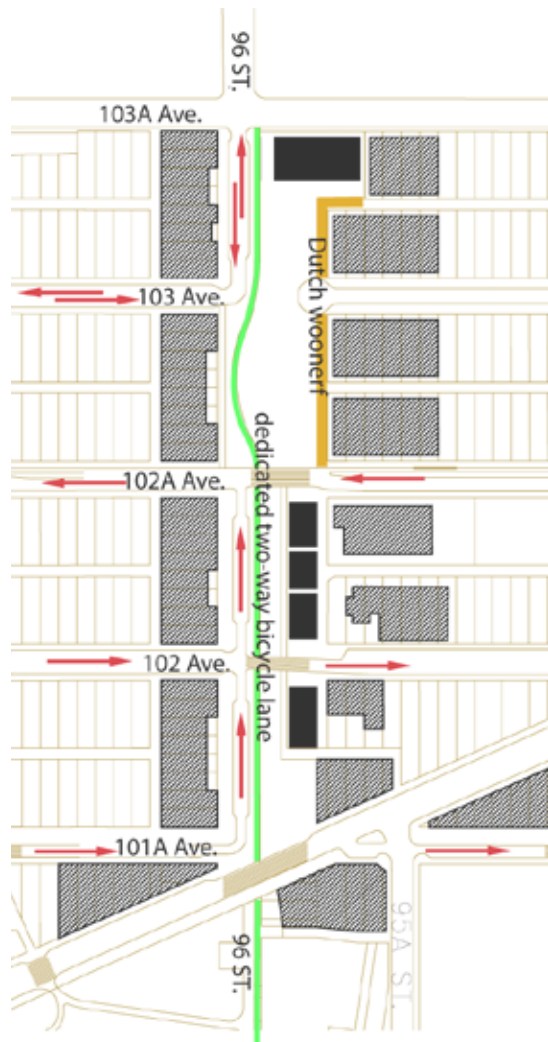 96 ST.
103A Ave.
Dutch woonerf
103 Ave.
dedicated two-way bicycle lane
102A Ave.
102 Ave.
101A Ave.
96 ST.
95A ST.